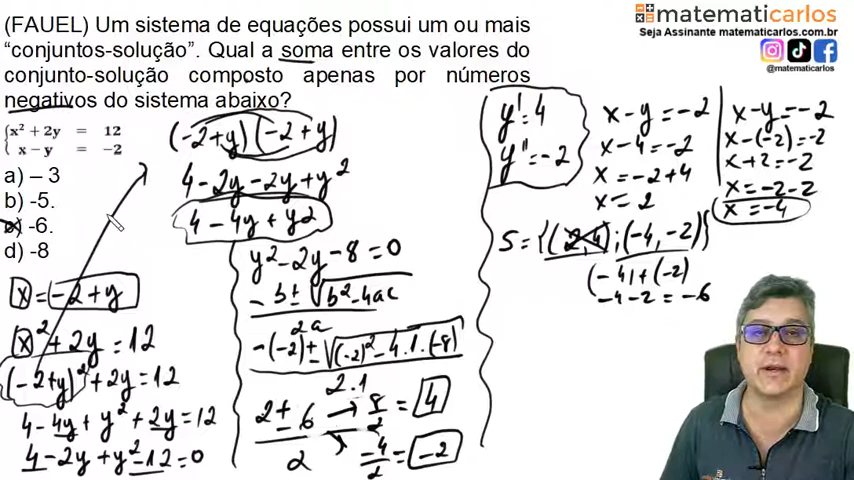 (FAUEL) Um sistema de equações possui um ou mais
“conjuntos-solução”. Qual a soma entre os valores do
conjunto-solução composto apenas por números
negativos do sistema abaixo?
x² + 2y = 12
x − y = −2
a) – 3
b) -5.
c) -6.
d) -8
x = -2+y
x² + 2y = 12
(-2+y)² + 2y = 12
4 - 4y + y² + 2y = 12
4 - 2y + y² - 12 = 0
(-2+y)(-2+y)
4 - 2y - 2y + y²
4 - 4y + y²
y² - 2y - 8 = 0
-b ± √b² - 4ac
2a
-(-2) ± √(-2)² - 4.1.(-8)
2.1
2 ± 6 → 8/2 = 4
2 → -4/2 = -2
y' = 4
y'' = -2
x - y = -2
x - 4 = -2
x = -2 + 4
x = 2
x - y = -2
x - (-2) = -2
x + 2 = -2
x = -2 - 2
x = -4
S = {(2,4);(-4,-2)}
(-4)+(-2)
-4 - 2 = -6
matematicarlos
Seja Assinante matematicarlos.com.br
@matematicarlos